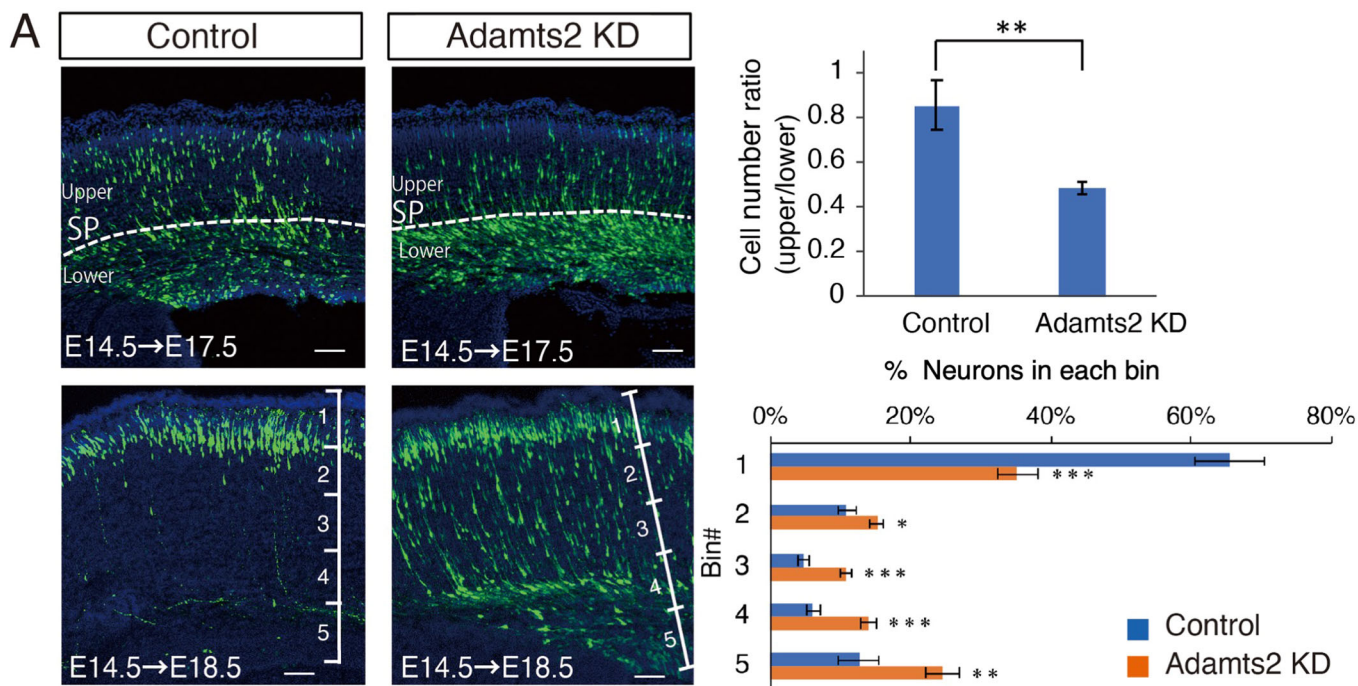 A
Control
Adamts2 KD
Upper
SP
Lower
E14.5→E17.5
Upper
SP
Lower
E14.5→E17.5
1
2
3
4
5
E14.5→E18.5
1
2
3
4
5
E14.5→E18.5
**
Cell number ratio
(upper/lower)
1
0.8
0.6
0.4
0.2
0
Control
Adamts2 KD
% Neurons in each bin
0%
20%
40%
60%
80%
Bin#
1
***
2
*
3
***
4
***
5
**
Control
Adamts2 KD